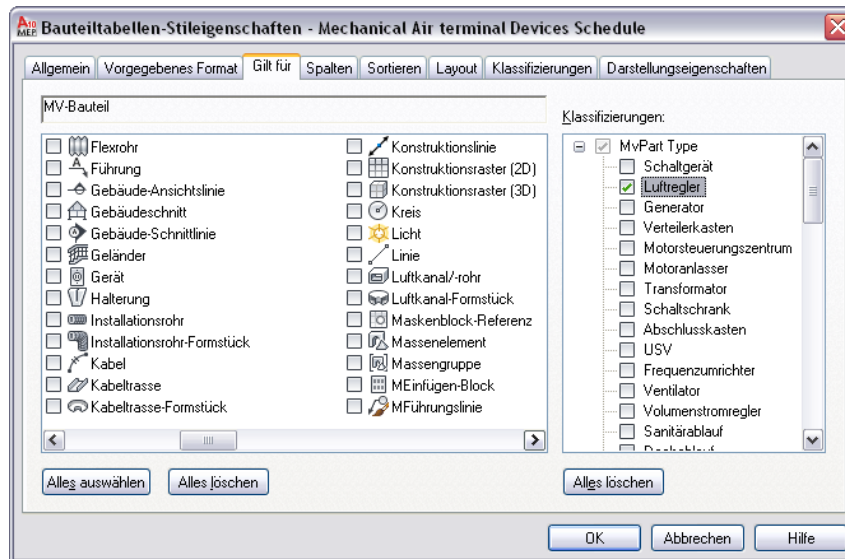 A10 MEP Bauteiltabellen-Stileigenschaften - Mechanical Air terminal Devices Schedule
Allgemein Vorgegebenes Format Gilt für Spalten Sortieren Layout Klassifizierungen Darstellungseigenschaften
MV-Bauteil
Flexrohr
Führung
Gebäude-Ansichtslinie
Gebäudeschnitt
Gebäude-Schnittlinie
Geländer
Gerät
Halterung
Installationsrohr
Installationsrohr-Formstück
Kabel
Kabeltrasse
Kabeltrasse-Formstück
Konstruktionslinie
Konstruktionsraster (2D)
Konstruktionsraster (3D)
Kreis
Licht
Linie
Luftkanal/-rohr
Luftkanal-Formstück
Maskenblock-Referenz
Massenelement
Massengruppe
MEinfügen-Block
MFührungslinie
Alles auswählen Alles löschen
Klassifizierungen:
MvPart Type
Schaltgerät
Luftregler
Generator
Verteilerkasten
Motorsteuerungszentrum
Motoranlasser
Transformator
Schaltschrank
Abschlusskasten
USV
Frequenzumrichter
Ventilator
Volumenstromregler
Sanitärablauf
Alles löschen
OK Abbrechen Hilfe